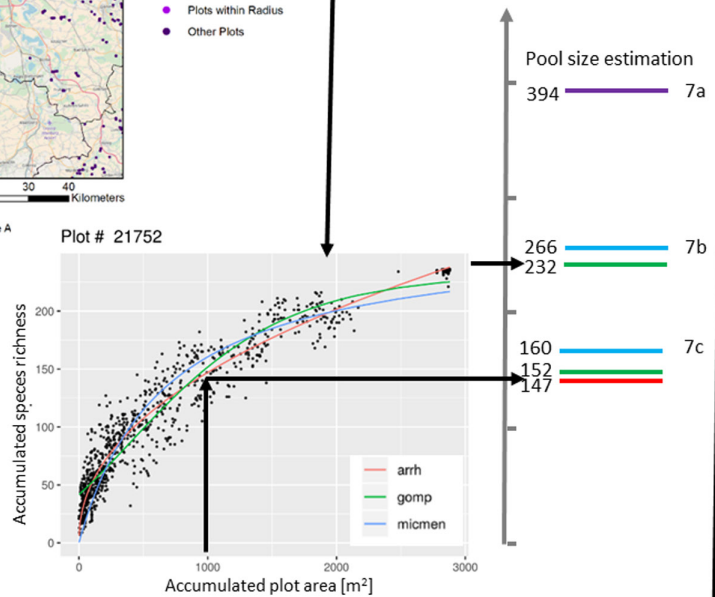 Plots within Radius
Other Plots
30 40
Kilometers
A
Plot # 21752
Accumulated speces richness
200
150
100
50
0
0 1000 2000 3000
Accumulated plot area [m²]
arrh
gomp
micmen
Pool size estimation
394 7a
266 7b
232
160 7c
152
147